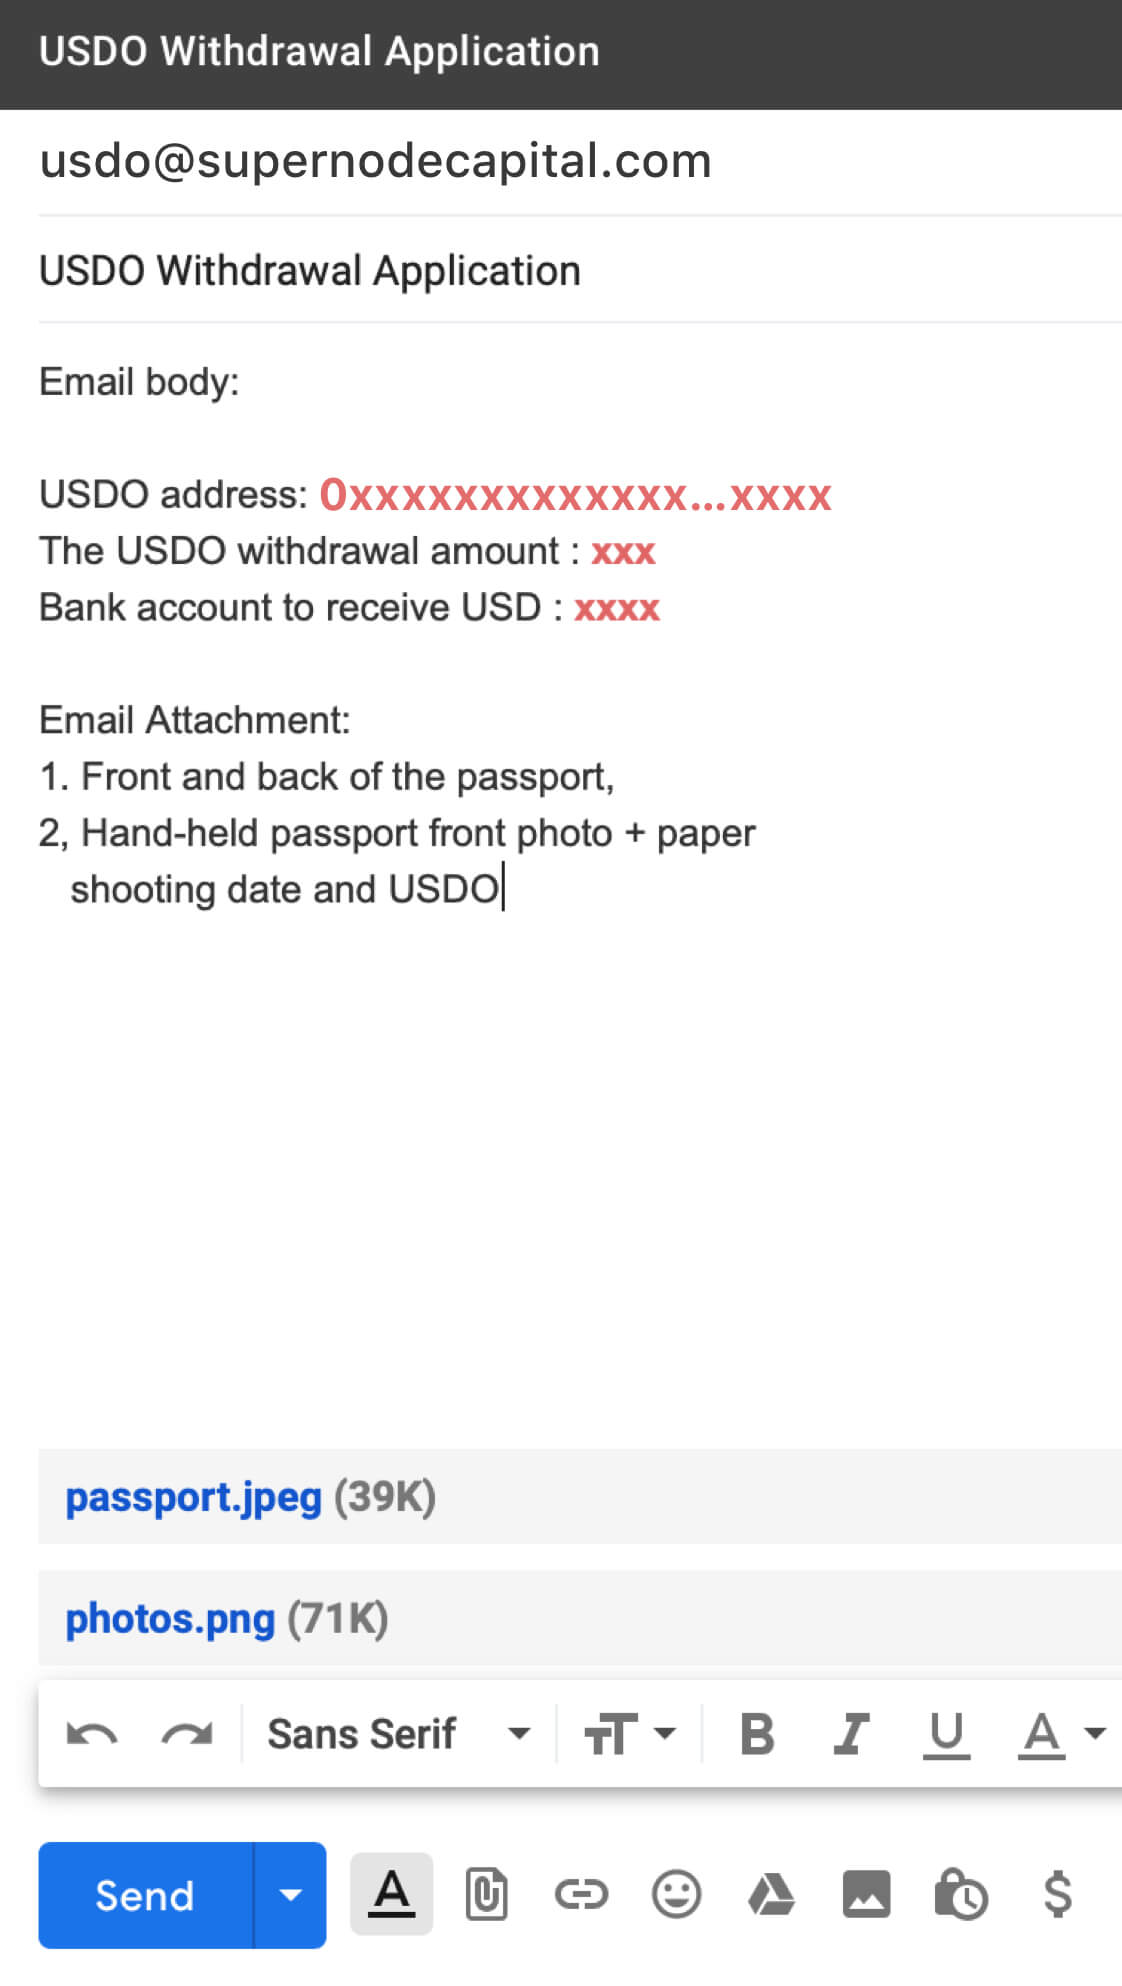 USDO Withdrawal Application
usdo@supernodecapital.com
USDO Withdrawal Application
Email body:
USDO address: 0xxxxxxxxxxxxxx...xxxx
The USDO withdrawal amount : xxx
Bank account to receive USD : xxxx
Email Attachment:
1. Front and back of the passport,
2, Hand-held passport front photo + paper
shooting date and USDO
passport.jpeg (39K)
photos.png (71K)
Sans Serif
Send